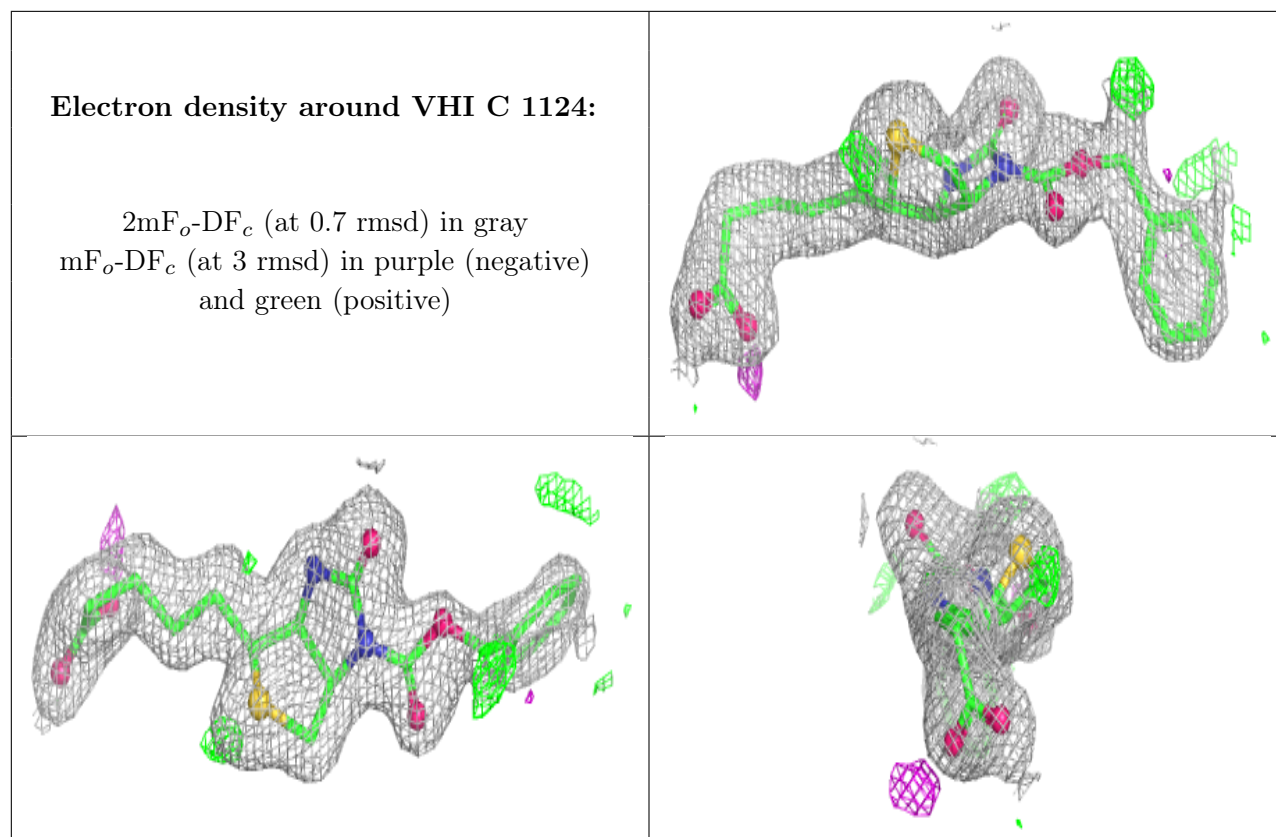 Electron density around VHI C 1124:
2mFo-DFc (at 0.7 rmsd) in gray
mFo-DFc (at 3 rmsd) in purple (negative)
and green (positive)